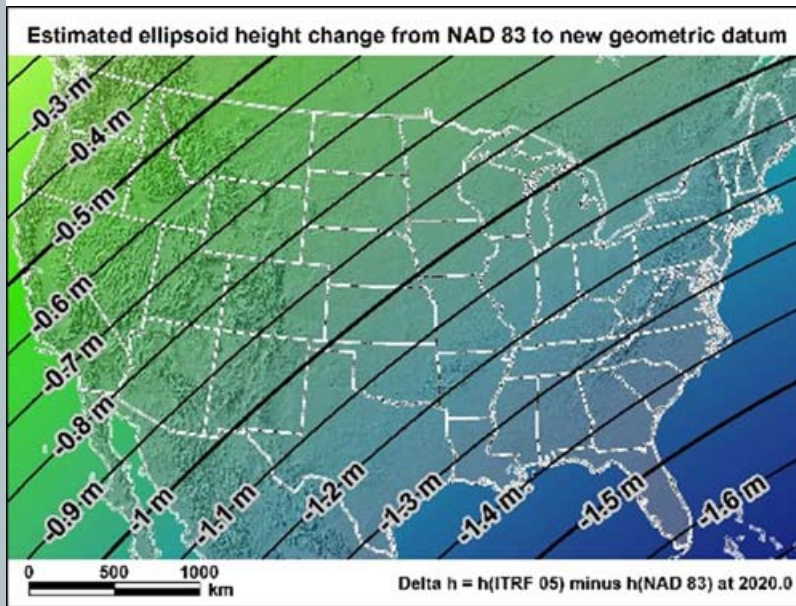 Estimated ellipsoid height change from NAD 83 to new geometric datum
-0.3 m
-0.4 m
-0.5 m
-0.6 m
-0.7 m
-0.8 m
-0.9 m
-1 m
-1.1 m
-1.2 m
-1.3 m
-1.4 m
-1.5 m
-1.6 m
0 500 1000
km
Delta h = h(ITRF 05) minus h(NAD 83) at 2020.0